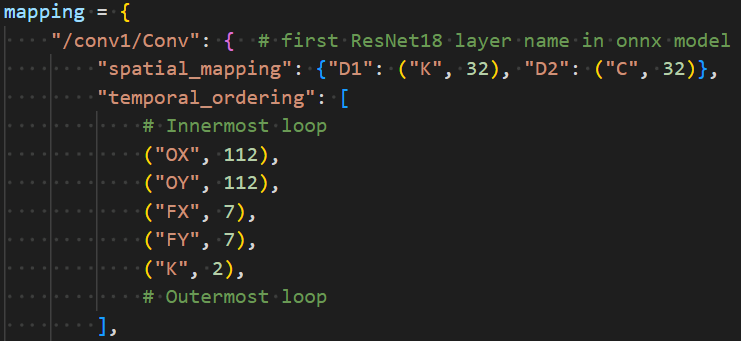 mapping = {
    "/conv1/Conv": {  # first ResNet18 layer name in onnx model
        "spatial_mapping": {"D1": ("K", 32), "D2": ("C", 32)},
        "temporal_ordering": [
            # Innermost loop
            ("OX", 112),
            ("OY", 112),
            ("FX", 7),
            ("FY", 7),
            ("K", 2),
            # Outermost loop
        ],